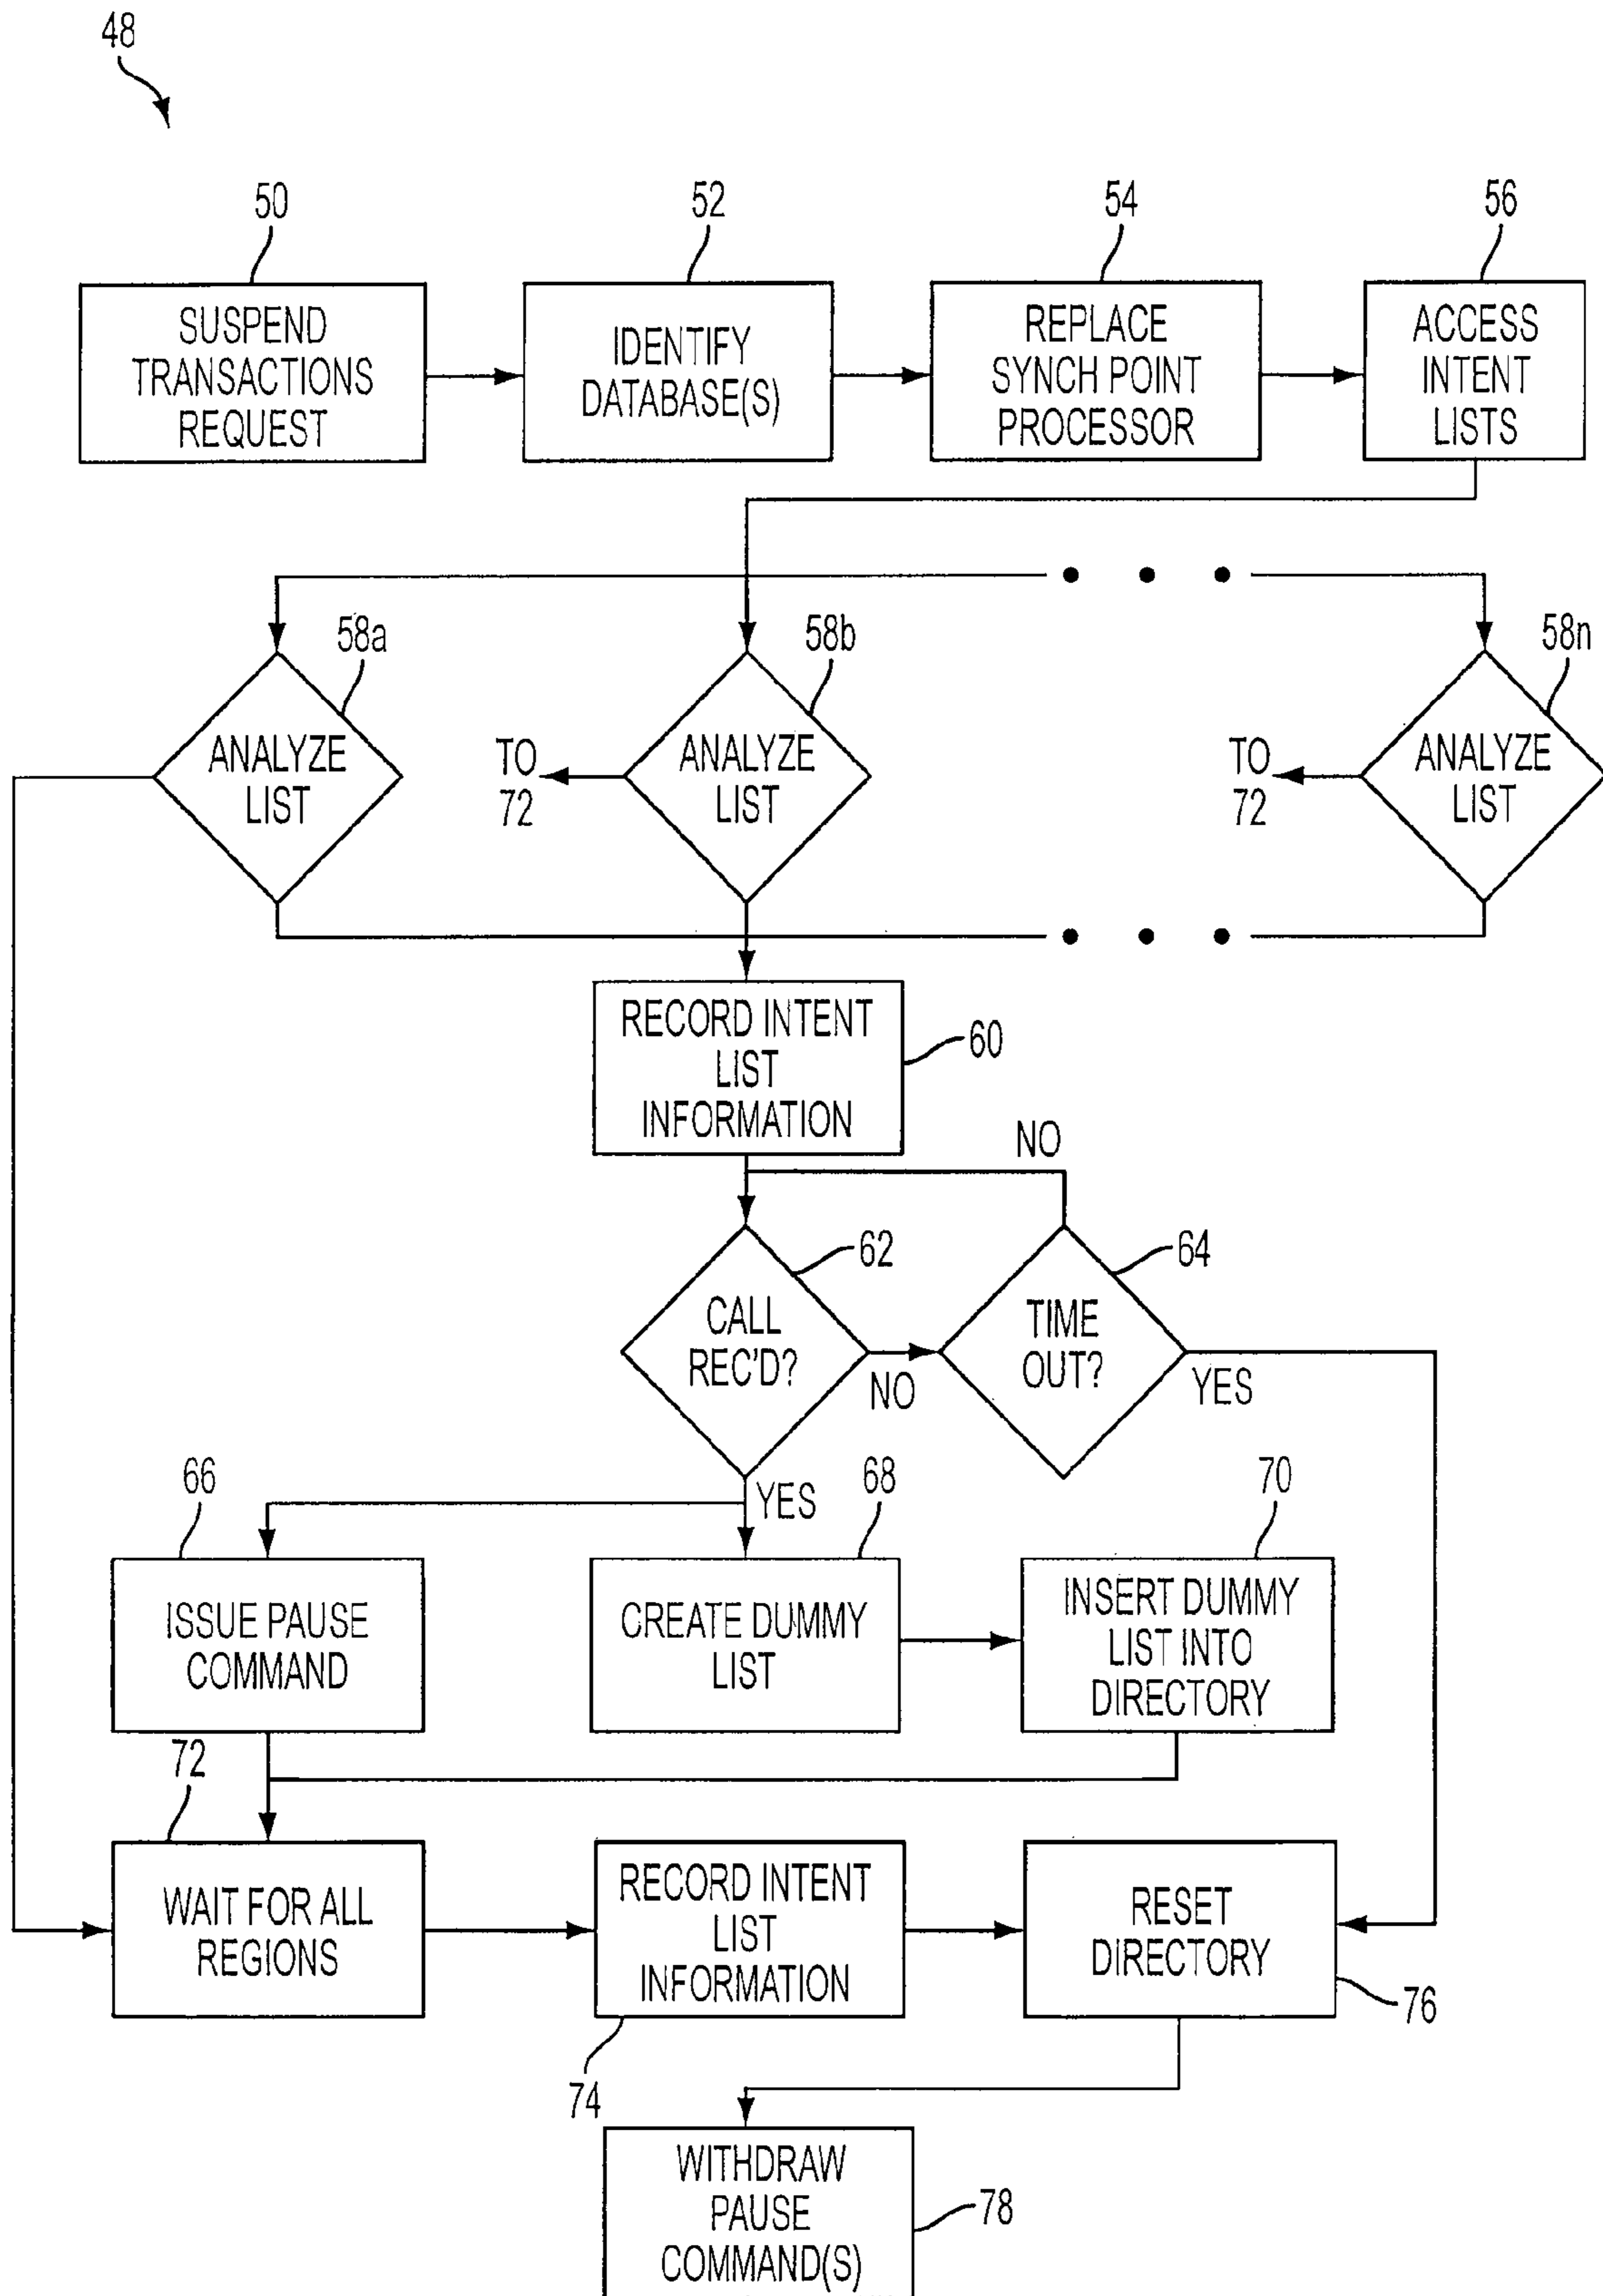 48
50
52
54
56
SUSPEND
TRANSACTIONS
REQUEST
IDENTIFY
DATABASE(S)
REPLACE
SYNCH POINT
PROCESSOR
ACCESS
INTENT
LISTS
58a
58b
58n
ANALYZE
LIST
TO
72
ANALYZE
LIST
TO
72
ANALYZE
LIST
RECORD INTENT
LIST
INFORMATION
60
NO
62
64
CALL
REC'D?
NO
TIME
OUT?
YES
YES
66
68
70
ISSUE PAUSE
COMMAND
CREATE DUMMY
LIST
INSERT DUMMY
LIST INTO
DIRECTORY
72
WAIT FOR ALL
REGIONS
RECORD INTENT
LIST
INFORMATION
RESET
DIRECTORY
74
76
WITHDRAW
PAUSE
COMMAND(S)
78